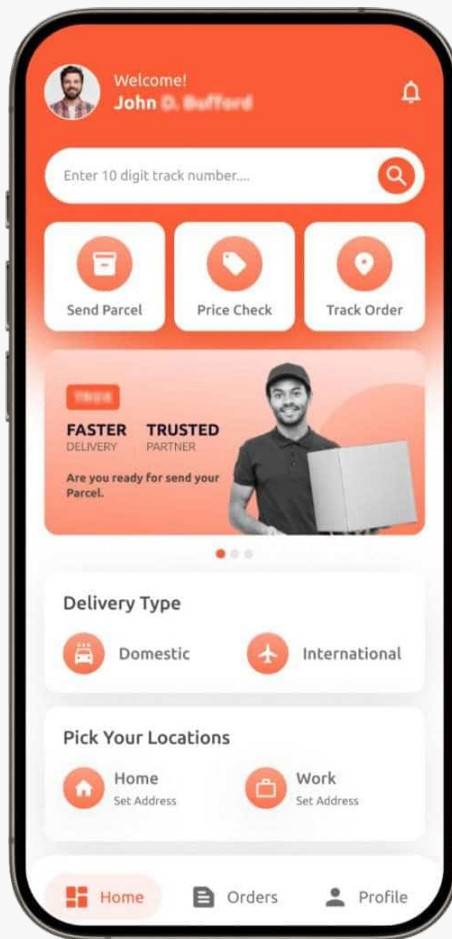 Welcome!
John
Enter 10 digit track number....
Send Parcel
Price Check
Track Order
FASTER TRUSTED
DELIVERY PARTNER
Are you ready for send your
Parcel.
Delivery Type
Domestic
International
Pick Your Locations
Home
Set Address
Work
Set Address
Home
Orders
Profile